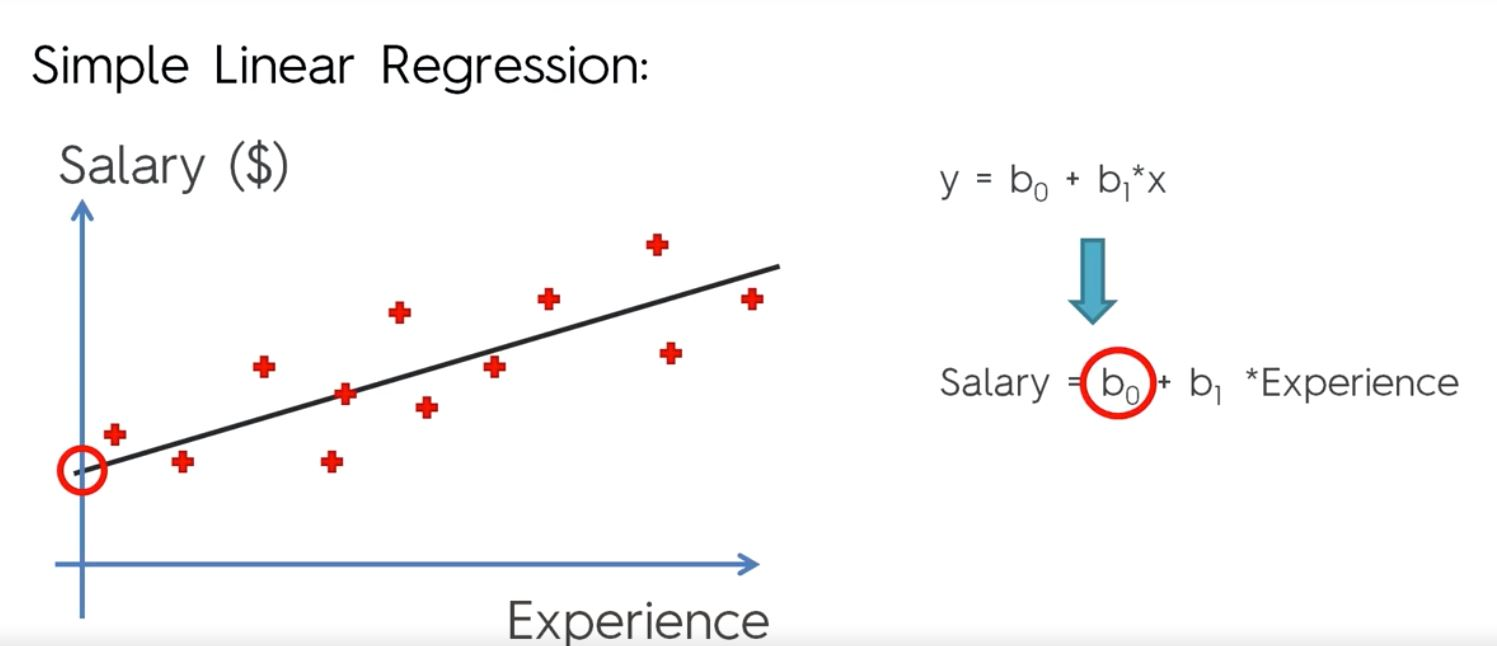 Simple Linear Regression:
Salary ($)
Experience
y = b₀ + b₁*x
Salary = b₀ + b₁ *Experience